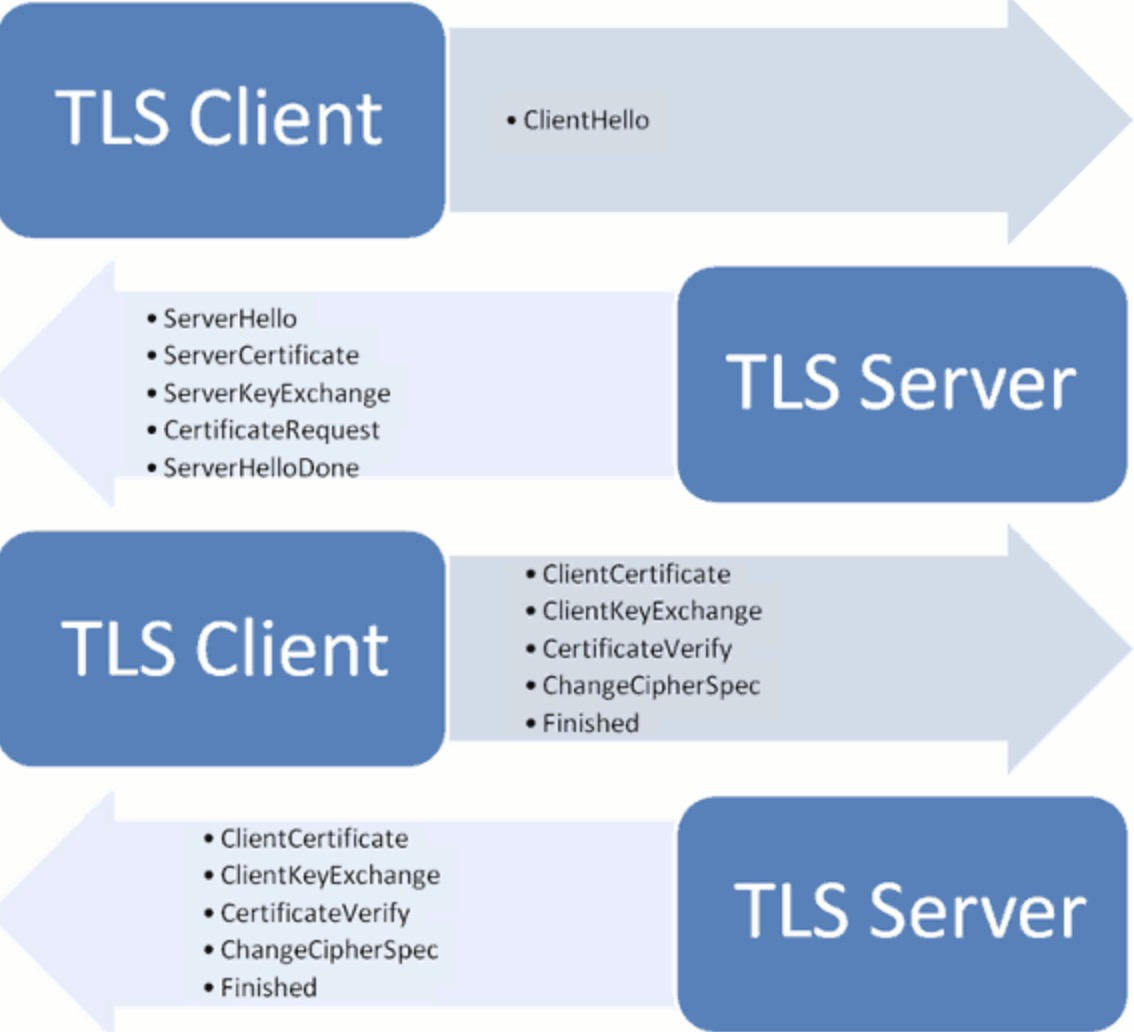 TLS Client
• ClientHello
• ServerHello
• ServerCertificate
• ServerKeyExchange
• CertificateRequest
• ServerHelloDone
TLS Server
TLS Client
• ClientCertificate
• ClientKeyExchange
• CertificateVerify
• ChangeCipherSpec
• Finished
• ClientCertificate
• ClientKeyExchange
• CertificateVerify
• ChangeCipherSpec
• Finished
TLS Server